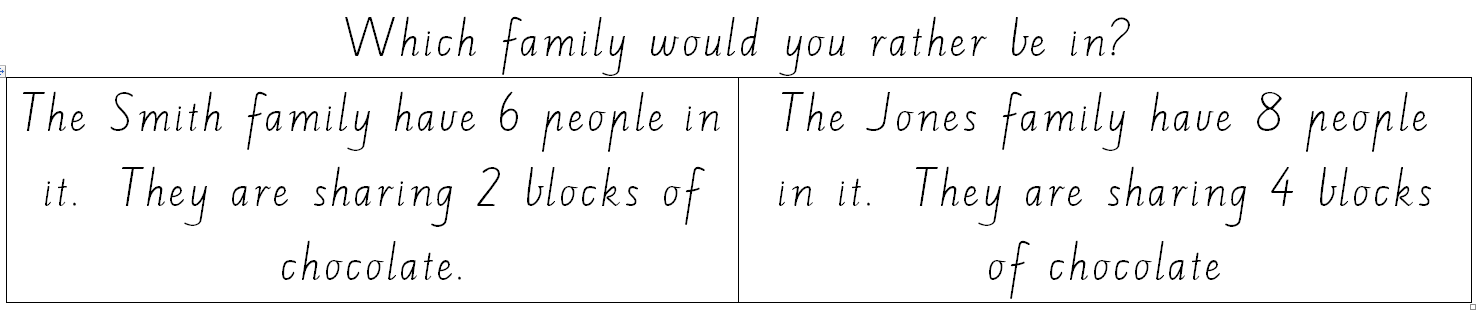 Which family would you rather be in?
The Smith family have 6 people in
it. They are sharing 2 blocks of
chocolate.
The Jones family have 8 people
in it. They are sharing 4 blocks
of chocolate